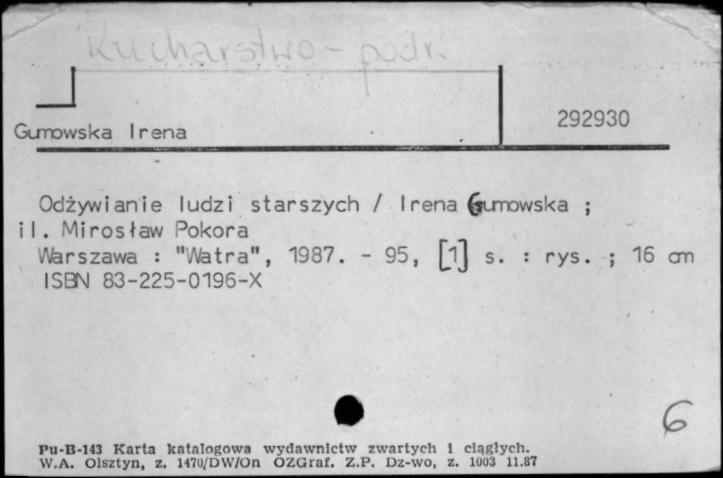 Kucharstwo - podr.
292930
Gumowska Irena
Odżywianie ludzi starszych / Irena Gumowska ;
il. Mirosław Pokora
Warszawa : "Watra", 1987. - 95, [1] s. : rys. ; 16 cm
ISBN 83-225-0196-X
6
Pu-B-143 Karta katalogowa wydawnictw zwartych i ciągłych.
W.A. Olsztyn, z. 1470/DW/On OZGraf. Z.P. Dz-wo, z. 1003 11.87